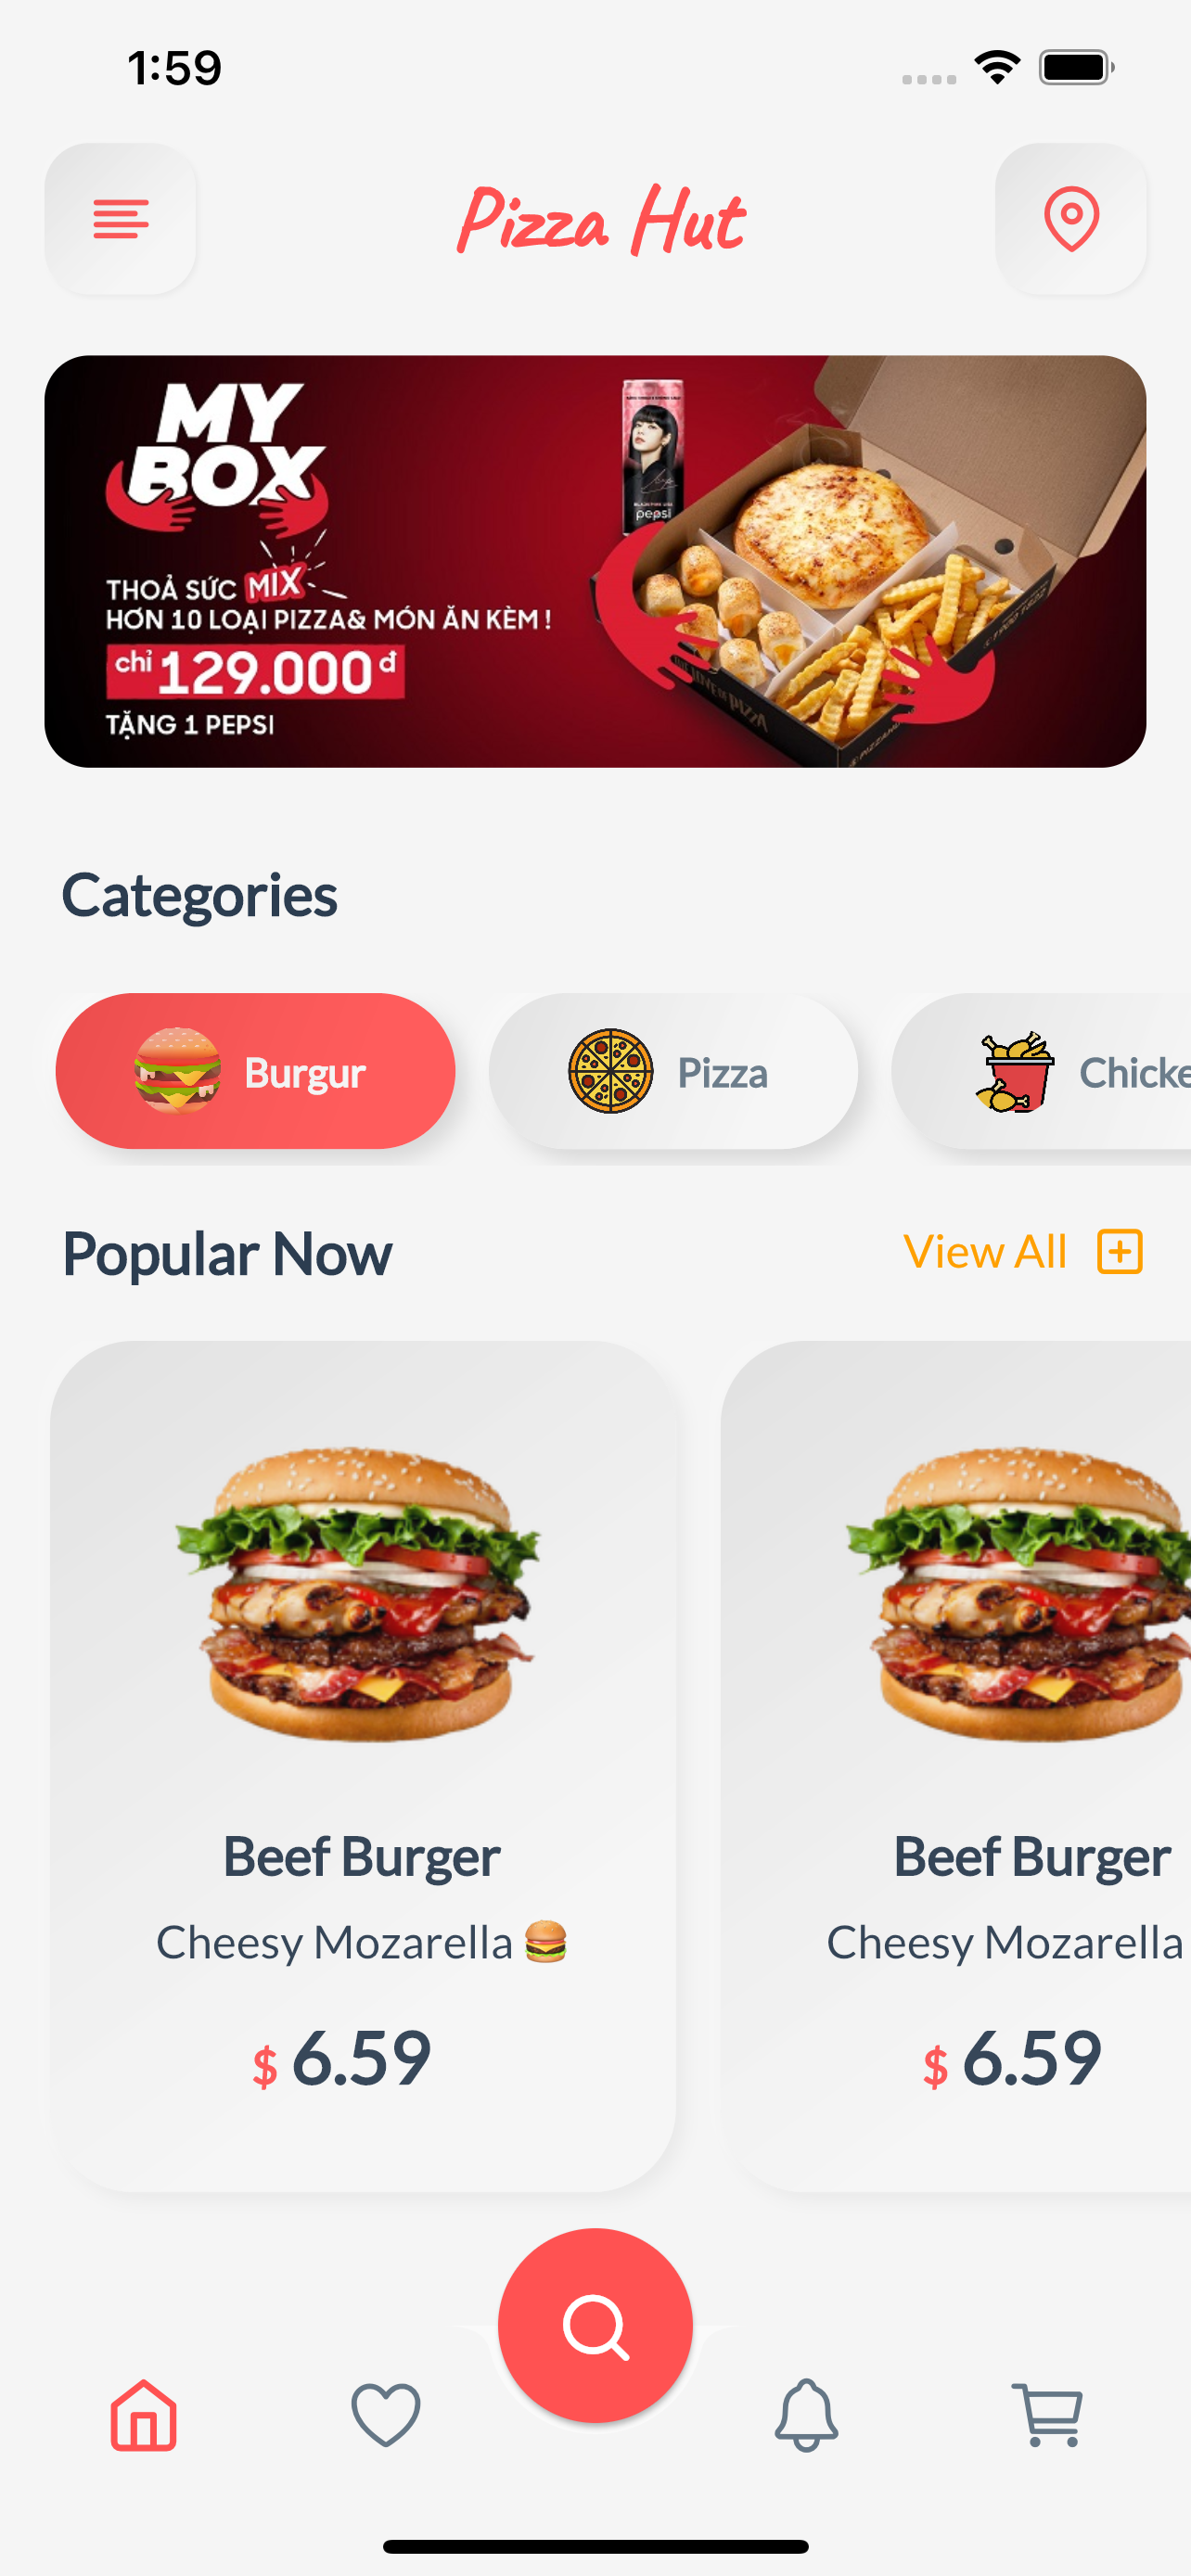 1:59
Pizza Hut
MY
BOX
THOẢ SỨC MIX
HƠN 10 LOẠI PIZZA& MÓN ĂN KÈM !
chỉ 129.000 đ
TẶNG 1 PEPSI
pepsi
Categories
Burgur
Pizza
Chicke
Popular Now
View All
Beef Burger
Beef Burger
Cheesy Mozarella 🍔
Cheesy Mozarella
$ 6.59
$ 6.59